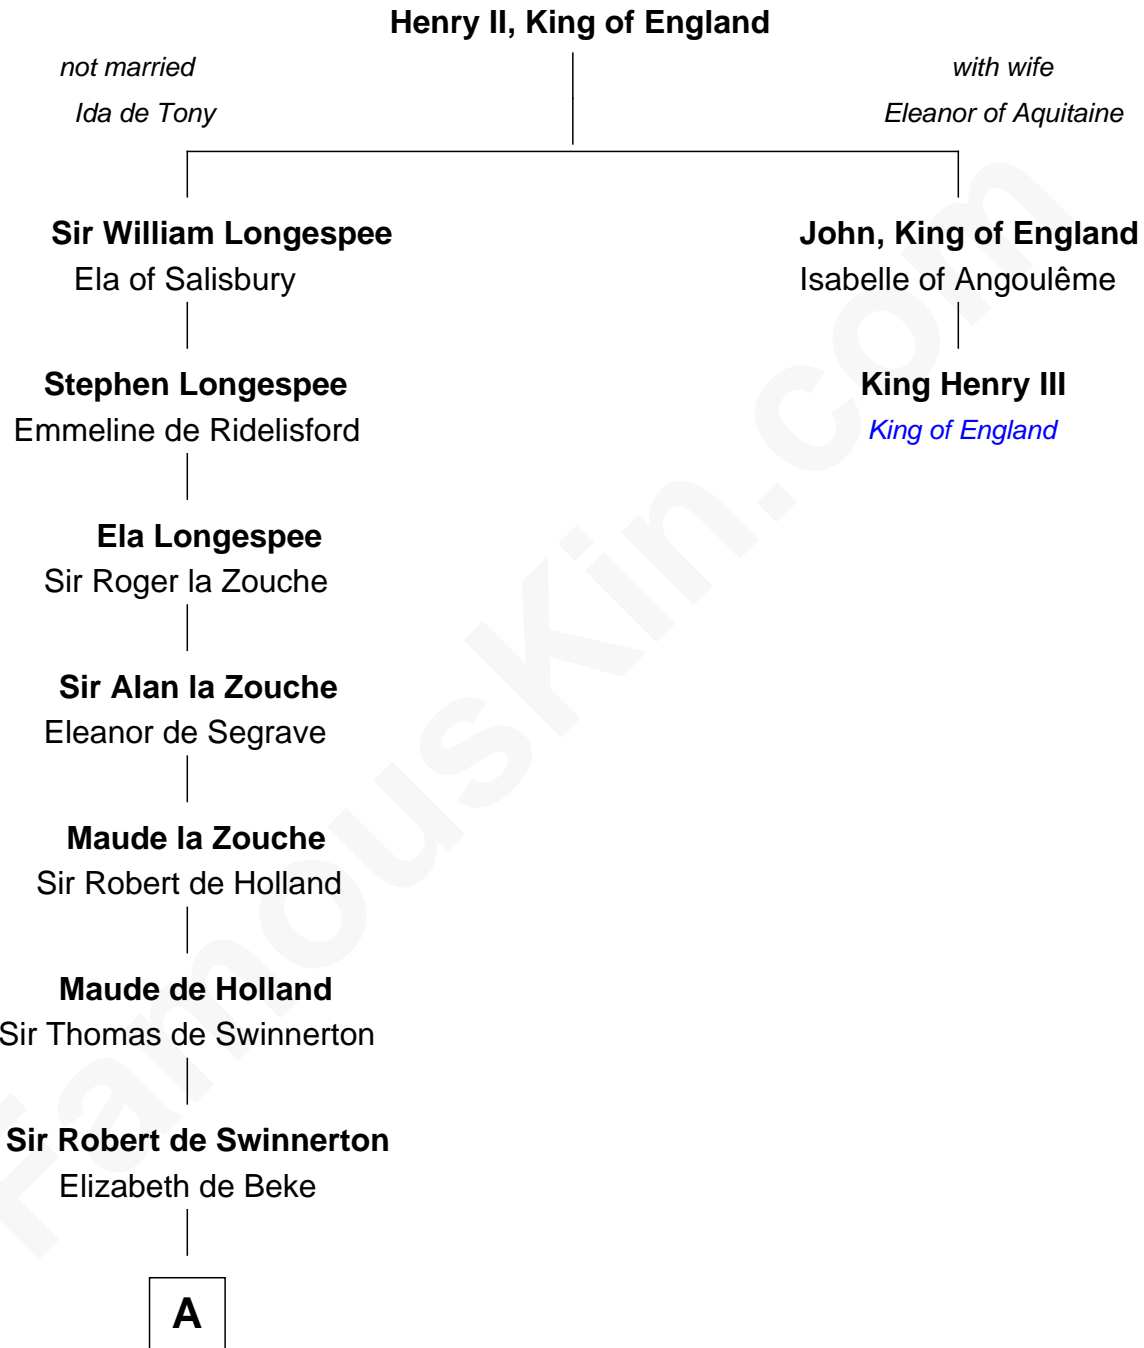 Henry II, King of England
not married
with wife
Ida de Tony
Eleanor of Aquitaine
Sir William Longespee
John, King of England
Ela of Salisbury
Isabelle of Angoulême
Stephen Longespee
King Henry III
Emmeline de Ridelisford
King of England
Ela Longespee
Sir Roger la Zouche
Sir Alan la Zouche
Eleanor de Segrave
Maude la Zouche
Sir Robert de Holland
Maude de Holland
Sir Thomas de Swinnerton
Sir Robert de Swinnerton
Elizabeth de Beke
A
FamousKin.com